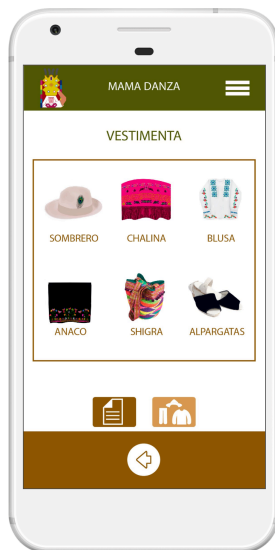 MAMA DANZA
VESTIMENTA
SOMBRERO CHALINA BLUSA
ANACO SHIGRA ALPARGATAS